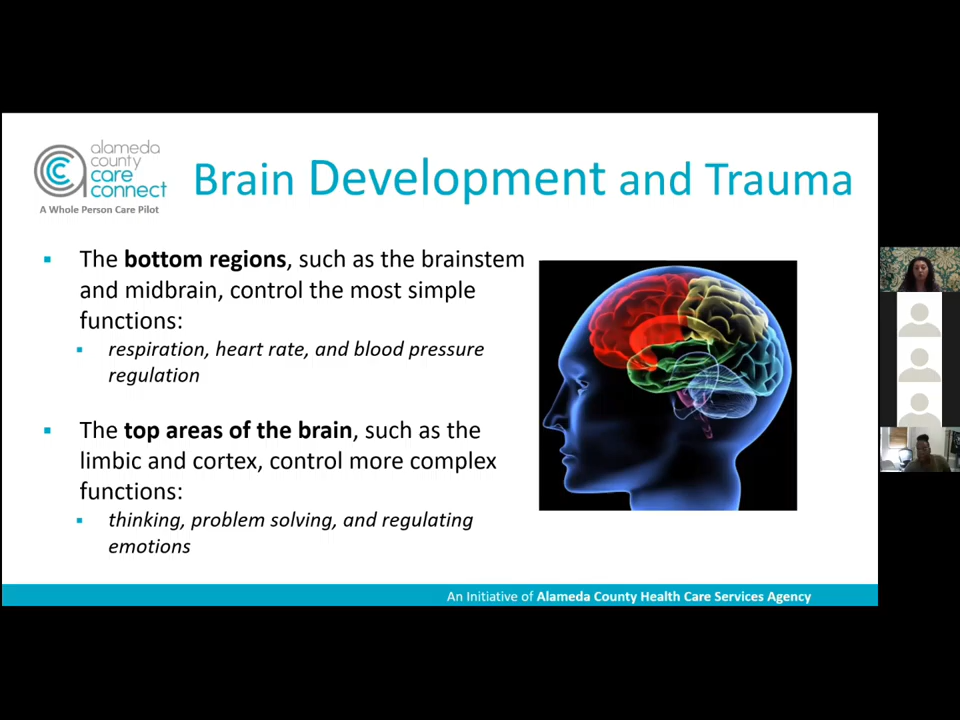 alameda
county
care
connect
A Whole Person Care Pilot
Brain Development and Trauma
▪ The bottom regions, such as the brainstem
and midbrain, control the most simple
functions:
▪ respiration, heart rate, and blood pressure
regulation
▪ The top areas of the brain, such as the
limbic and cortex, control more complex
functions:
▪ thinking, problem solving, and regulating
emotions
An Initiative of Alameda County Health Care Services Agency